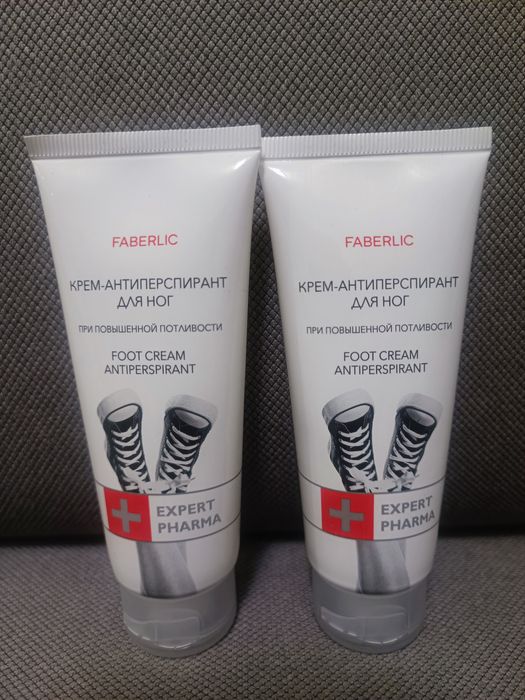 FABERLIC
КРЕМ-АНТИПЕРСПИРАНТ
ДЛЯ НОГ
ПРИ ПОВЫШЕННОЙ ПОТЛИВОСТИ
FOOT CREAM
ANTIPERSPIRANT
EXPERT
PHARMA
FABERLIC
КРЕМ-АНТИПЕРСПИРАНТ
ДЛЯ НОГ
ПРИ ПОВЫШЕННОЙ ПОТЛИВОСТИ
FOOT CREAM
ANTIPERSPIRANT
EXPERT
PHARMA